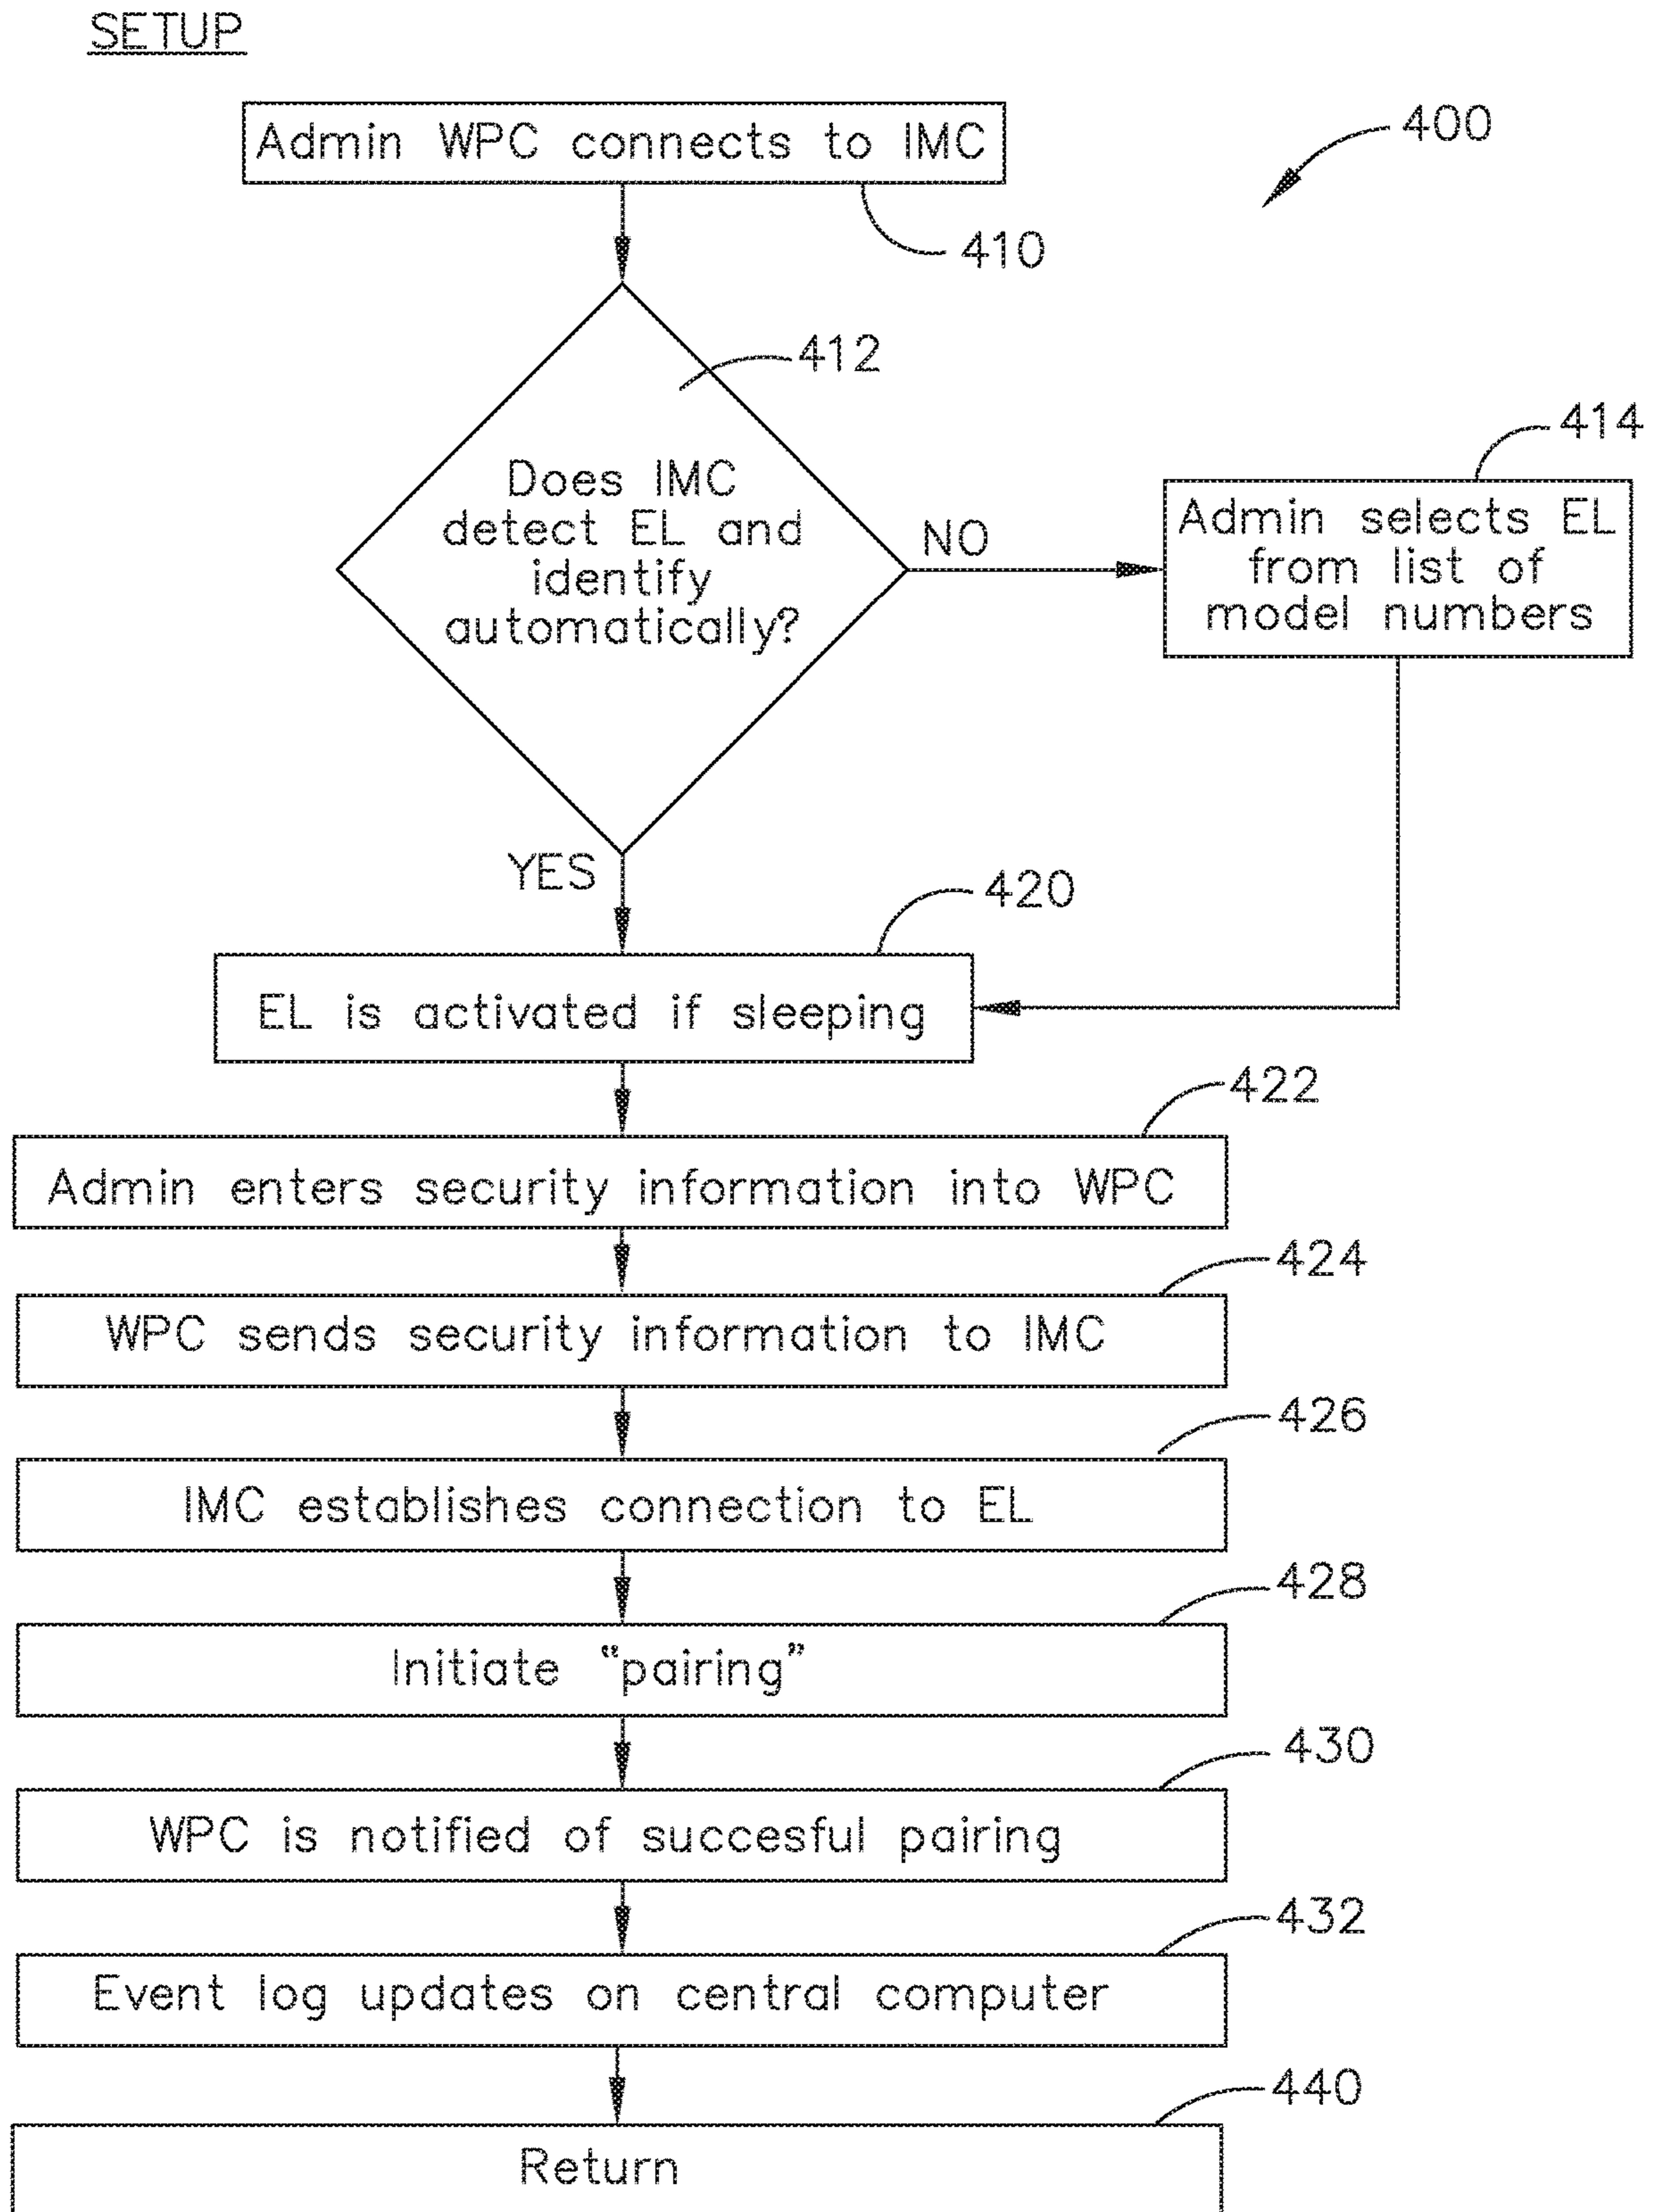 SETUP
Admin WPC connects to IMC
400
410
412
Does IMC
detect EL and
identify
automatically?
NO
414
Admin selects EL
from list of
model numbers
YES
420
EL is activated if sleeping
422
Admin enters security information into WPC
424
WPC sends security information to IMC
426
IMC establishes connection to EL
428
Initiate “pairing”
430
WPC is notified of succesful pairing
432
Event log updates on central computer
440
Return